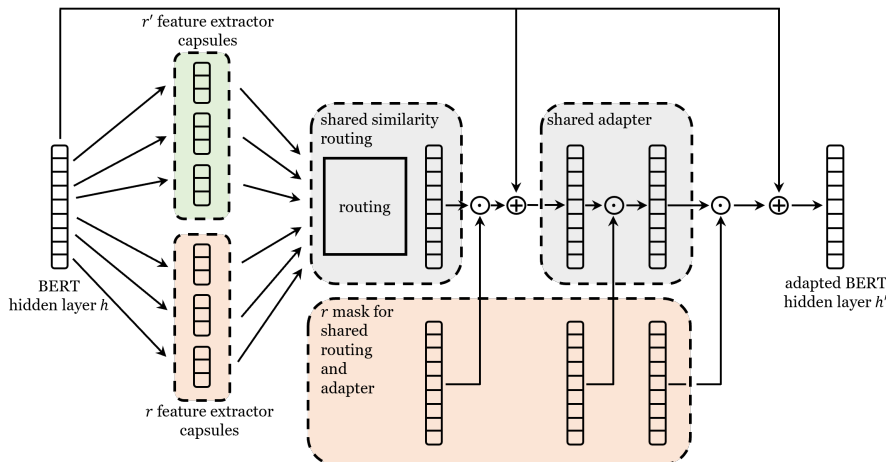 r′ feature extractor
capsules
shared similarity
routing
shared adapter
routing
BERT
hidden layer h
adapted BERT
hidden layer h′
r mask for
shared
routing
and
adapter
r feature extractor
capsules